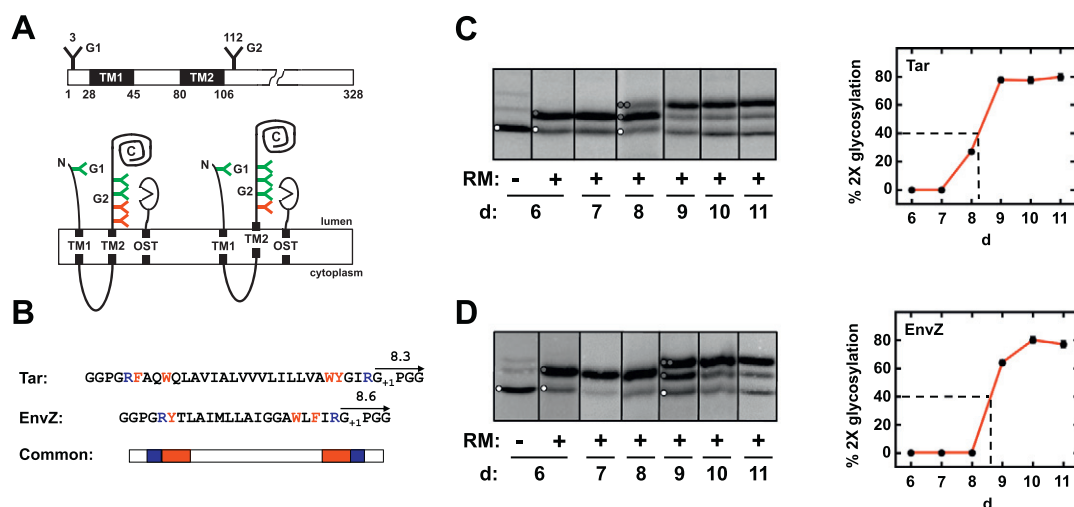 A
3
G1
112
G2
TM1
TM2
1 28 45 80 106 328
N
G1
C
G2
N
G1
C
G2
lumen
TM1 TM2 OST
TM1 TM2 OST
cytoplasm
B
8.3
Tar: GGPGRFAQWQLAVIALVVVLILLVAWYGIRG+1PGG
8.6
EnvZ: GGPGRYTLAIMLLAIGGAWLFIRG+1PGG
Common:
C
RM: - + + + + + +
d: 6 7 8 9 10 11
Tar
% 2X glycosylation
80
60
40
20
0
6 7 8 9 10 11
d
D
RM: - + + + + + +
d: 6 7 8 9 10 11
EnvZ
% 2X glycosylation
80
60
40
20
0
6 7 8 9 10 11
d